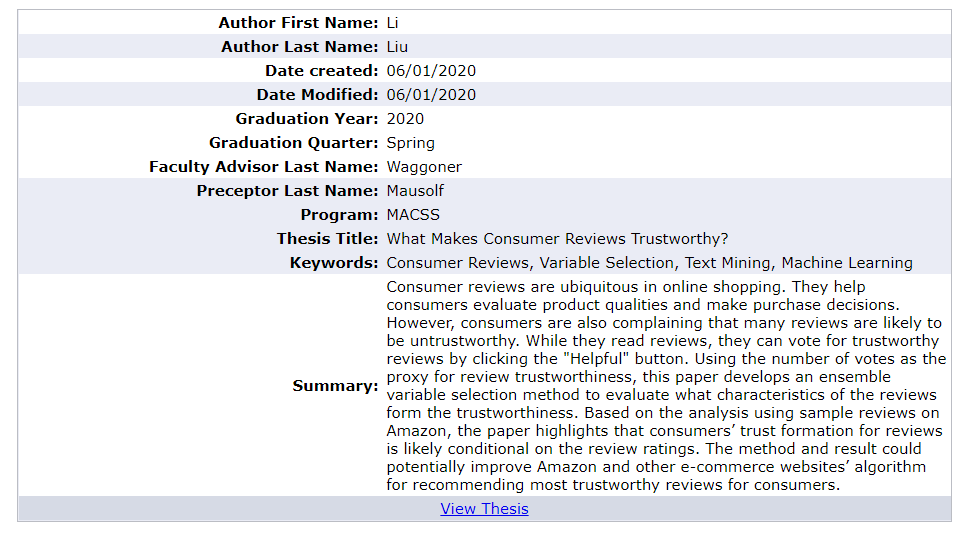 Author First Name: Li
Author Last Name: Liu
Date created: 06/01/2020
Date Modified: 06/01/2020
Graduation Year: 2020
Graduation Quarter: Spring
Faculty Advisor Last Name: Waggoner
Preceptor Last Name: Mausolf
Program: MACSS
Thesis Title: What Makes Consumer Reviews Trustworthy?
Keywords: Consumer Reviews, Variable Selection, Text Mining, Machine Learning
Summary:
Consumer reviews are ubiquitous in online shopping. They help
consumers evaluate product qualities and make purchase decisions.
However, consumers are also complaining that many reviews are likely to
be untrustworthy. While they read reviews, they can vote for trustworthy
reviews by clicking the "Helpful" button. Using the number of votes as the
proxy for review trustworthiness, this paper develops an ensemble
variable selection method to evaluate what characteristics of the reviews
form the trustworthiness. Based on the analysis using sample reviews on
Amazon, the paper highlights that consumers’ trust formation for reviews
is likely conditional on the review ratings. The method and result could
potentially improve Amazon and other e-commerce websites’ algorithm
for recommending most trustworthy reviews for consumers.
View Thesis